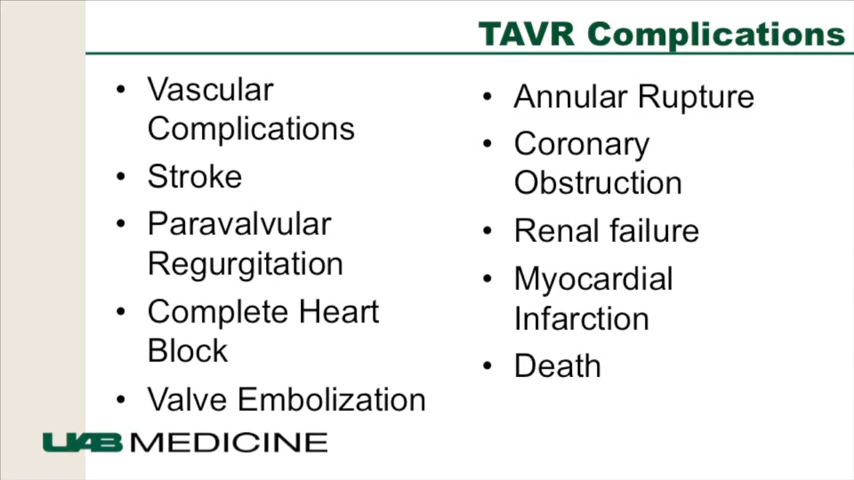 TAVR Complications
• Vascular
Complications
• Stroke
• Paravalvular
Regurgitation
• Complete Heart
Block
• Valve Embolization
• Annular Rupture
• Coronary
Obstruction
• Renal failure
• Myocardial
Infarction
• Death
UAB MEDICINE